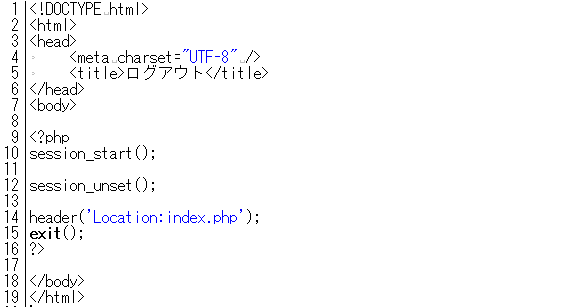 1 <!DOCTYPE html>
2 <html>
3 <head>
4     <meta charset="UTF-8" />
5     <title>ログアウト</title>
6 </head>
7 <body>
8
9 <?php
10 session_start();
11
12 session_unset();
13
14 header('Location:index.php');
15 exit();
16 ?>
17
18 </body>
19 </html>